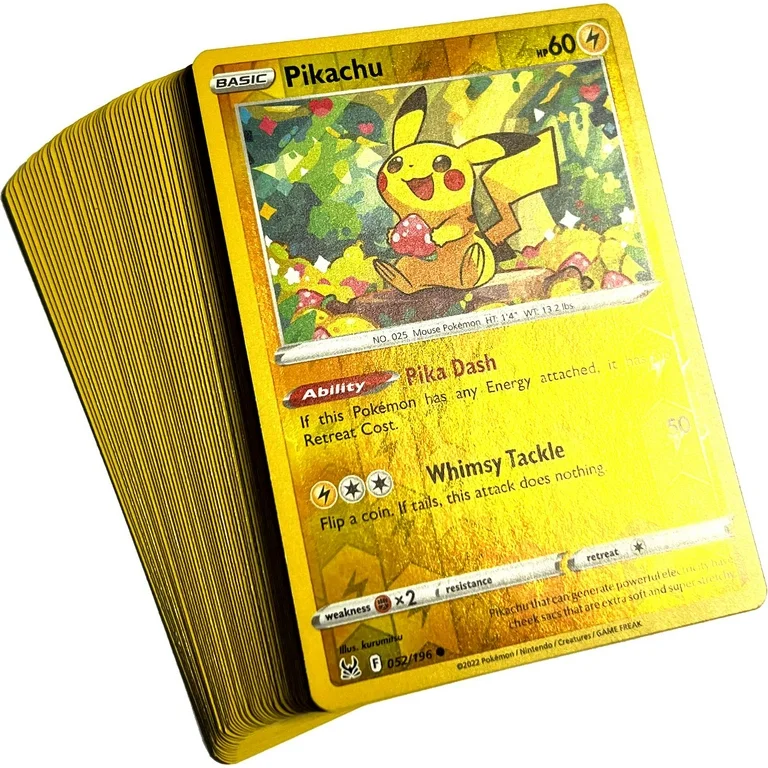 BASIC Pikachu HP 60
NO. 025 Mouse Pokémon HT: 1'4" WT: 13.2 lbs
Ability Pika Dash
If this Pokémon has any Energy attached, it has
Retreat Cost.
Whimsy Tackle 50
Flip a coin. If tails, this attack does nothing.
weakness ×2 resistance retreat
Pikachu that can generate powerful electricity have
cheek sacs that are extra soft and super stretchy.
Illus. kurumitsu
F 052/196
©2022 Pokémon / Nintendo / Creatures / GAME FREAK